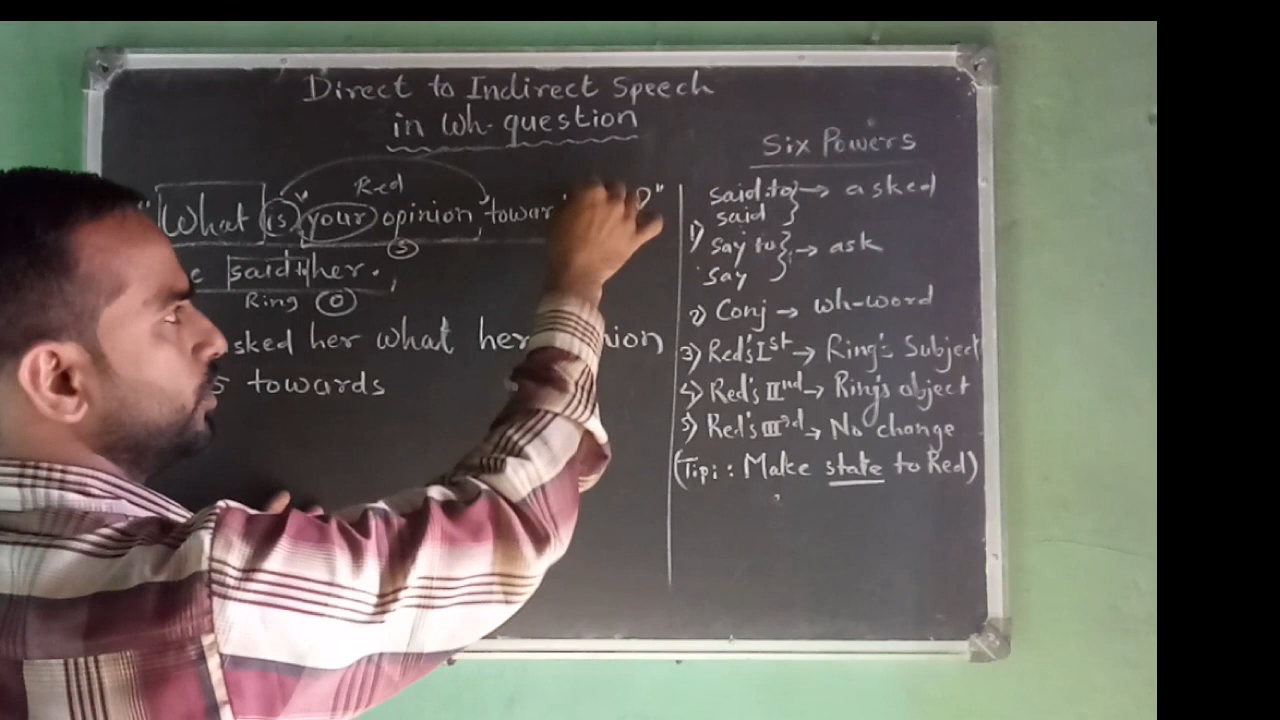 Direct to Indirect Speech
in Wh-question
"What is your opinion
Red
S
said to her.
Ring O
asked her what her
towards
Six Powers
said to } → asked
said
1) Say to } → ask
Say
2) Conj → wh-word
3) Red's Ist → Ring's Subject
4) Red's IInd → Ring's object
5) Red's IIIrd → No change
(Tip: Make state to Red)